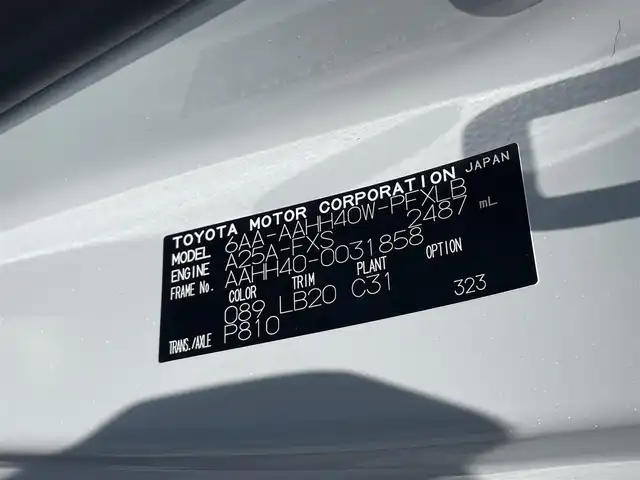 TOYOTA MOTOR CORPORATION JAPAN
MODEL 6AA-AAHH40W-PFXLB
ENGINE A25A-FXS 2487 mL
FRAME No. AAHH40-0031858
COLOR TRIM PLANT OPTION
089 LB20 C31 323
TRANS./AXLE P810